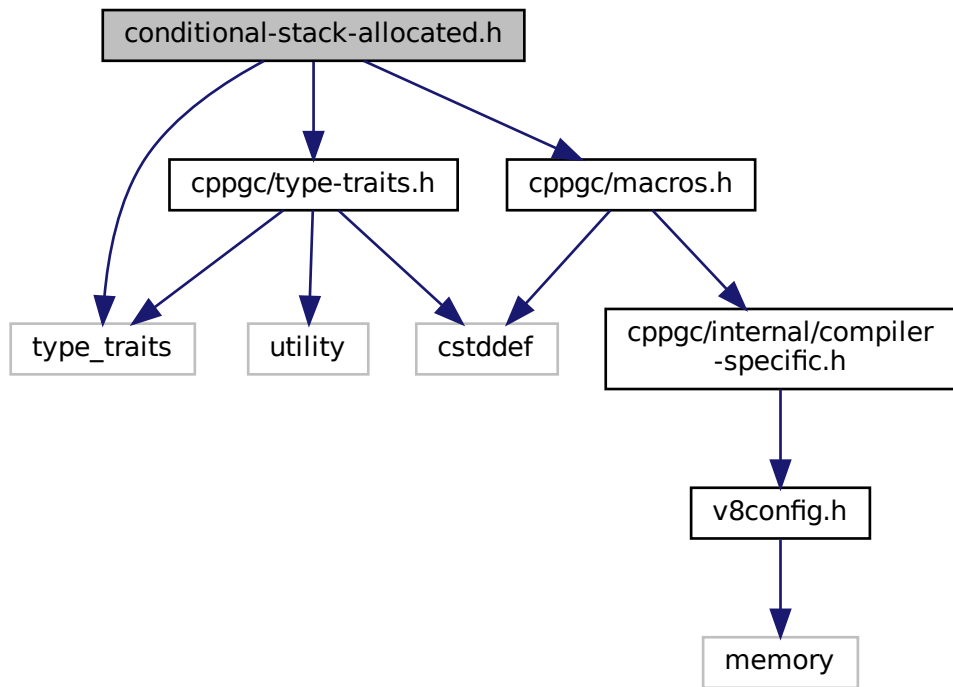 conditional-stack-allocated.h
cppgc/type-traits.h
cppgc/macros.h
type_traits
utility
cstddef
cppgc/internal/compiler
-specific.h
v8config.h
memory